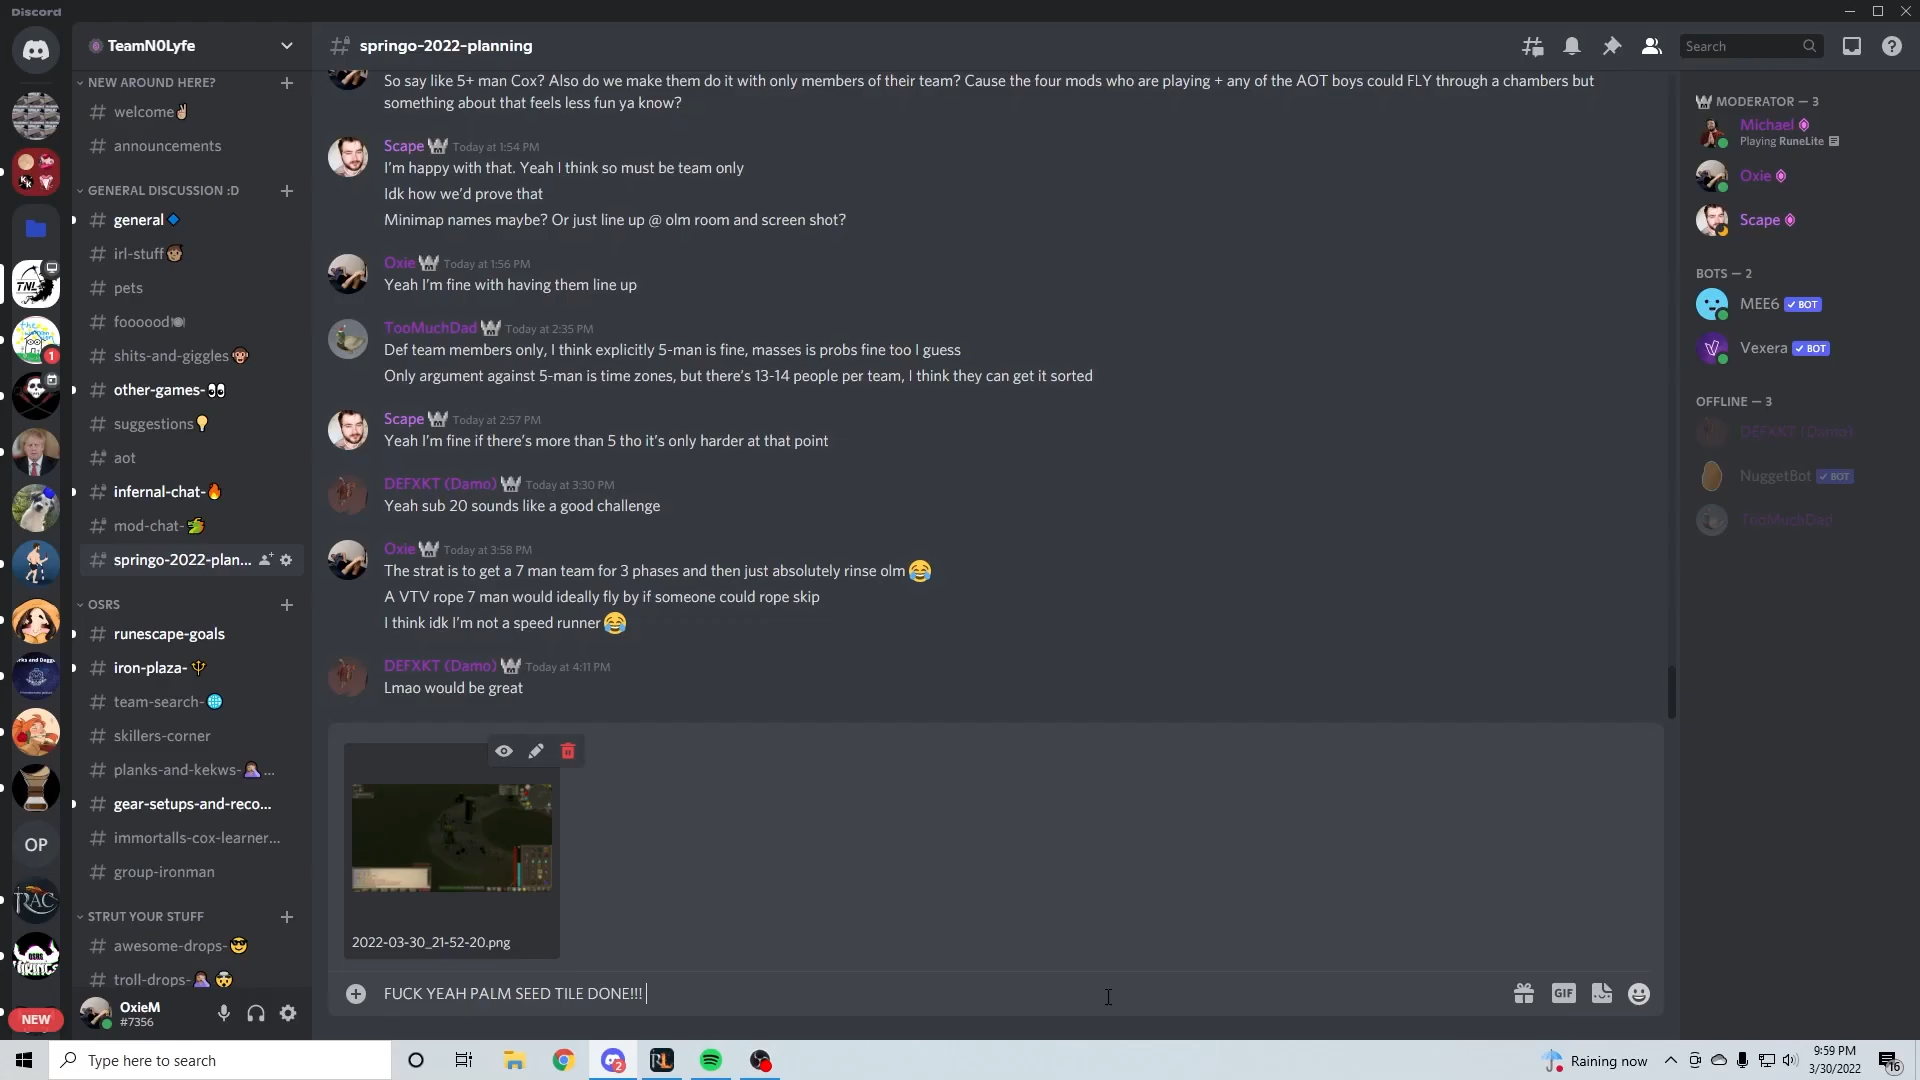 Discord
TeamN0Lyfe
NEW AROUND HERE?
welcome
announcements
GENERAL DISCUSSION :D
general
irl-stuff
pets
foooood
shits-and-giggles
other-games-
suggestions
aot
infernal-chat-
mod-chat-
springo-2022-plan...
OSRS
runescape-goals
iron-plaza-
team-search-
skillers-corner
planks-and-kekws- ...
gear-setups-and-reco...
immortalls-cox-learner...
group-ironman
STRUT YOUR STUFF
awesome-drops-
troll-drops-
TNL
1
OP
RAC
NEW
OxieM
#7356
springo-2022-planning
Search
So say like 5+ man Cox? Also do we make them do it with only members of their team? Cause the four mods who are playing + any of the AOT boys could FLY through a chambers but
something about that feels less fun ya know?
Scape Today at 1:54 PM
I'm happy with that. Yeah I think so must be team only
Idk how we'd prove that
Minimap names maybe? Or just line up @ olm room and screen shot?
Oxie Today at 1:56 PM
Yeah I'm fine with having them line up
TooMuchDad Today at 2:35 PM
Def team members only, I think explicitly 5-man is fine, masses is probs fine too I guess
Only argument against 5-man is time zones, but there's 13-14 people per team, I think they can get it sorted
Scape Today at 2:57 PM
Yeah I'm fine if there's more than 5 tho it's only harder at that point
DEFXKT (Damo) Today at 3:30 PM
Yeah sub 20 sounds like a good challenge
Oxie Today at 3:58 PM
The strat is to get a 7 man team for 3 phases and then just absolutely rinse olm
A VTV rope 7 man would ideally fly by if someone could rope skip
I think idk I'm not a speed runner
DEFXKT (Damo) Today at 4:11 PM
Lmao would be great
2022-03-30_21-52-20.png
FUCK YEAH PALM SEED TILE DONE!!!
GIF
MODERATOR — 3
Michael
Playing RuneLite
Oxie
Scape
BOTS — 2
MEE6 BOT
Vexera BOT
OFFLINE — 3
DEFXKT (Damo)
NuggetBot BOT
TooMuchDad
Type here to search
2
RL
Raining now
9:59 PM
3/30/2022
16